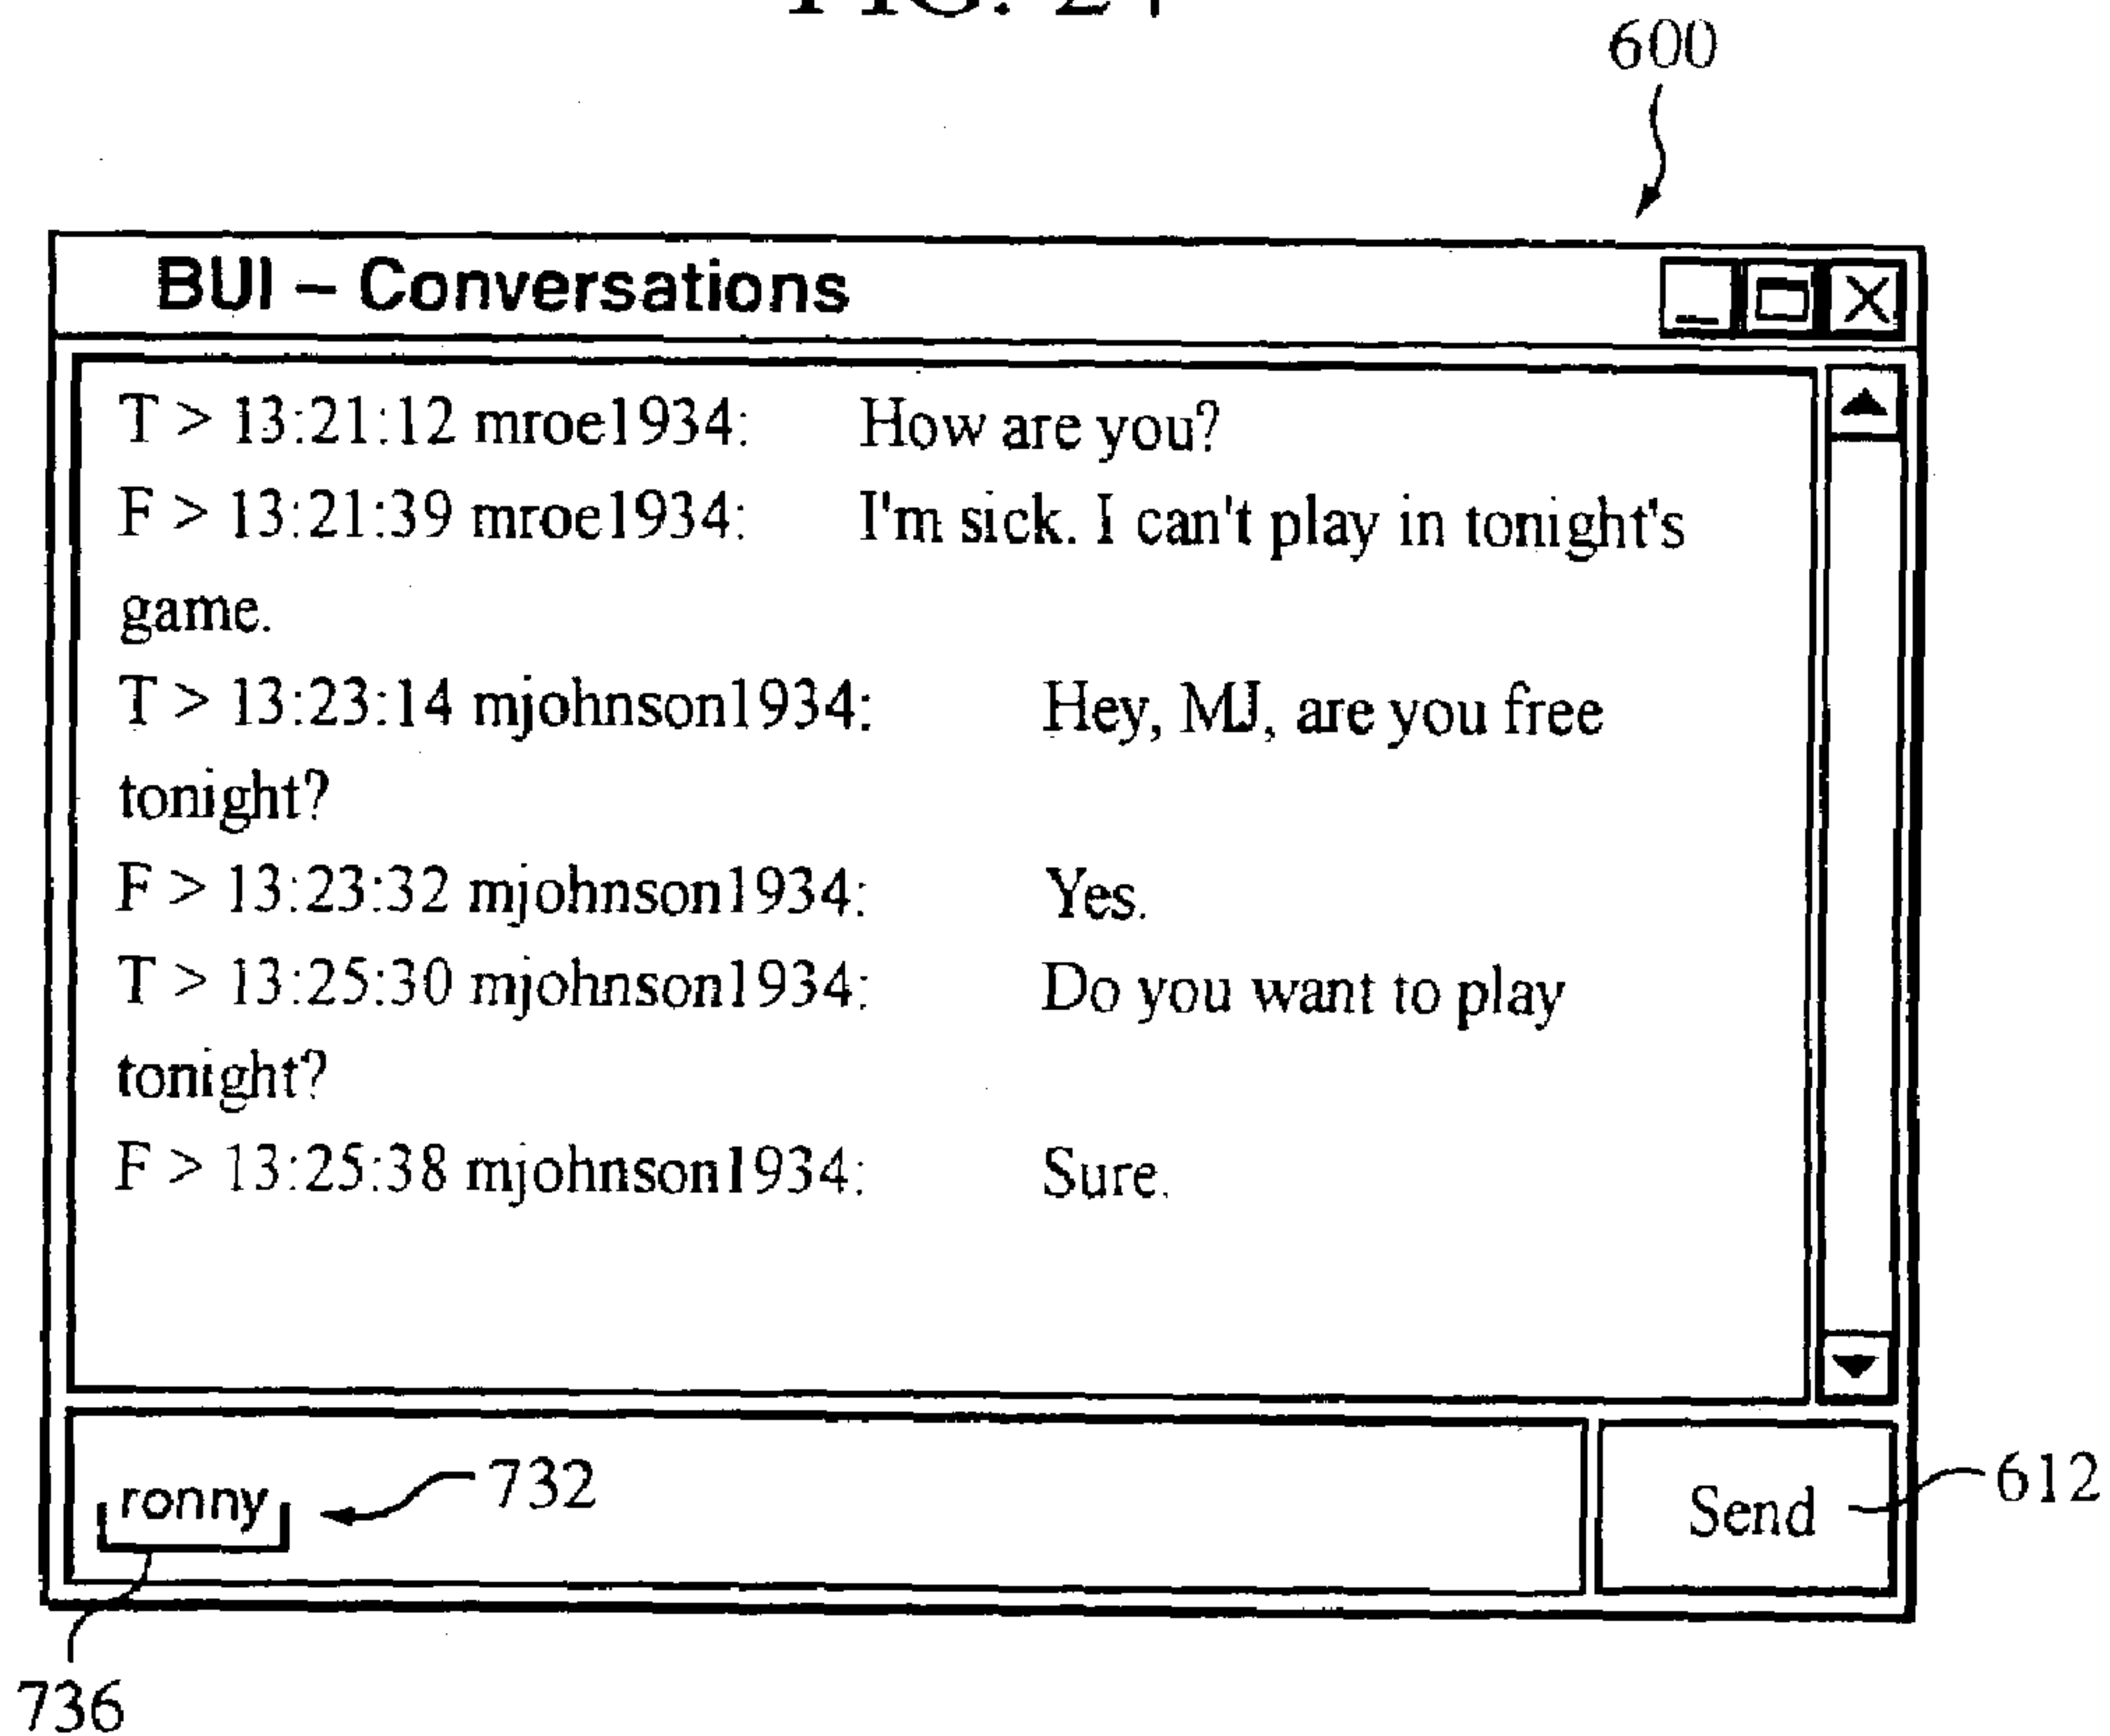 FIG. 24
600
BUI – Conversations
T > 13:21:12 mroe1934: How are you?
F > 13:21:39 mroe1934: I'm sick. I can't play in tonight's
game.
T > 13:23:14 mjohnson1934: Hey, MJ, are you free
tonight?
F > 13:23:32 mjohnson1934: Yes.
T > 13:25:30 mjohnson1934: Do you want to play
tonight?
F > 13:25:38 mjohnson1934: Sure.
ronny 732 Send 612
736